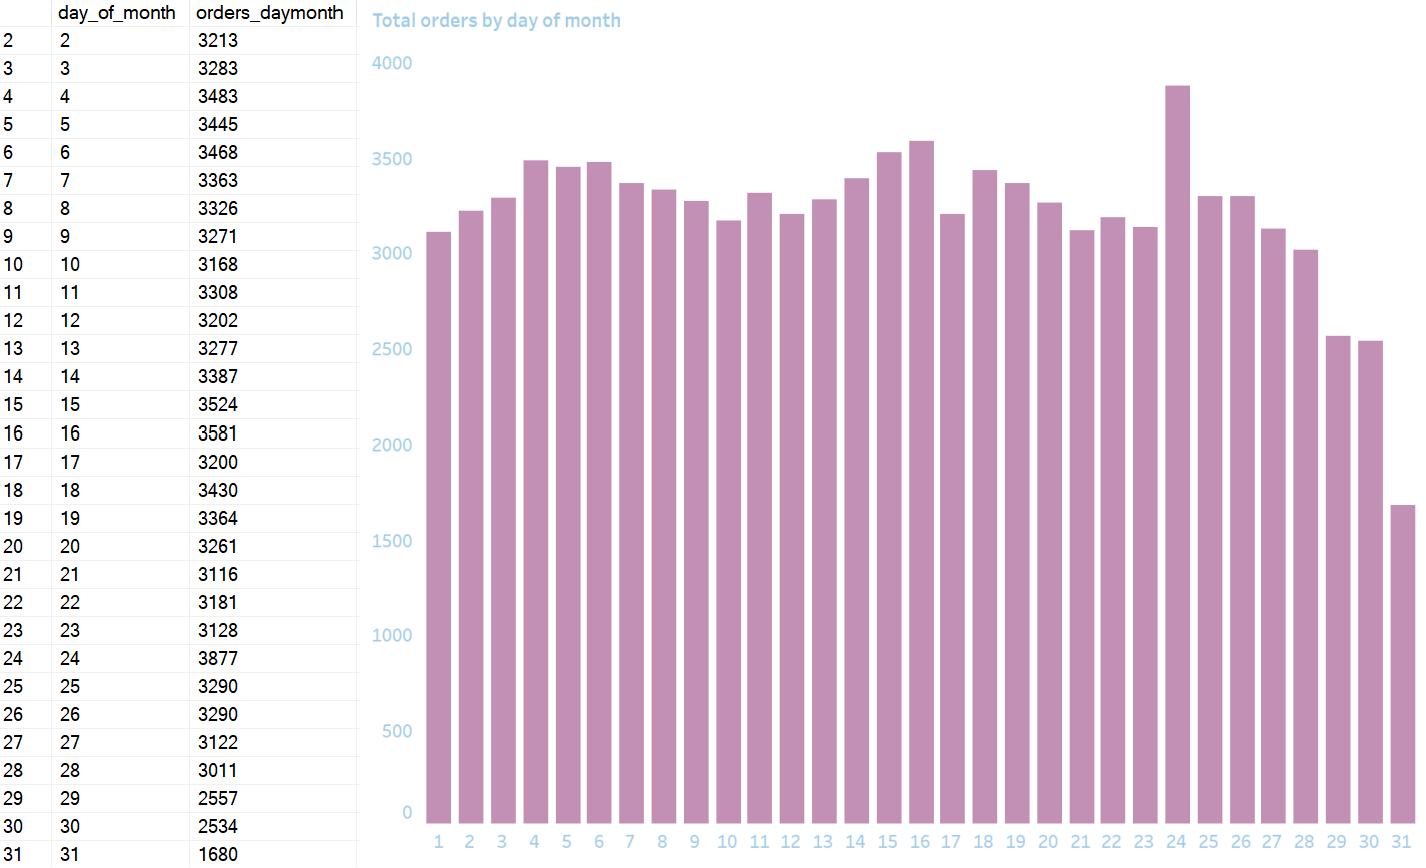 day_of_month orders_daymonth
2 2 3213
3 3 3283
4 4 3483
5 5 3445
6 6 3468
7 7 3363
8 8 3326
9 9 3271
10 10 3168
11 11 3308
12 12 3202
13 13 3277
14 14 3387
15 15 3524
16 16 3581
17 17 3200
18 18 3430
19 19 3364
20 20 3261
21 21 3116
22 22 3181
23 23 3128
24 24 3877
25 25 3290
26 26 3290
27 27 3122
28 28 3011
29 29 2557
30 30 2534
31 31 1680
Total orders by day of month
4000
3500
3000
2500
2000
1500
1000
500
0
1 2 3 4 5 6 7 8 9 10 11 12 13 14 15 16 17 18 19 20 21 22 23 24 25 26 27 28 29 30 31